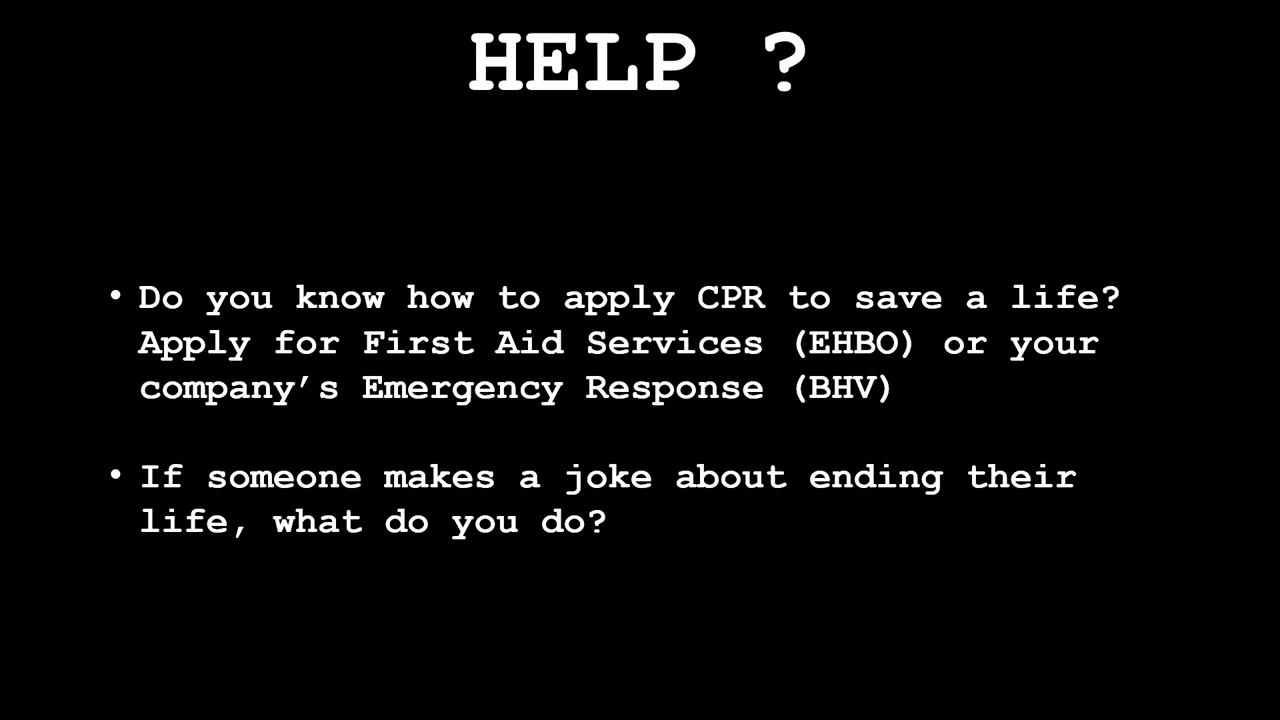 HELP ?
• Do you know how to apply CPR to save a life?
Apply for First Aid Services (EHBO) or your
company’s Emergency Response (BHV)
• If someone makes a joke about ending their
life, what do you do?